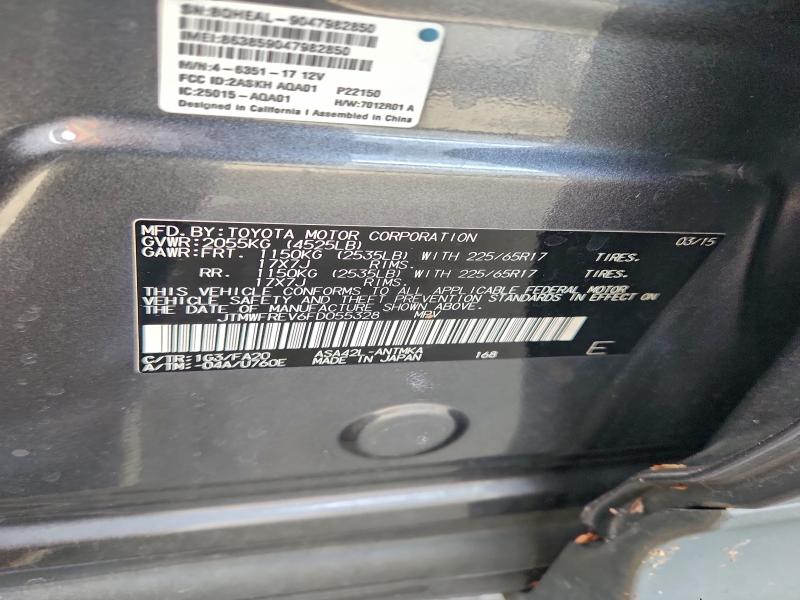 SN:BQHEAL-9047982850
IMEI:863859047982850
M/N:4-6351-17 12V
FCC ID:2ASKH AQA01 P22150
IC:25015-AQA01 H/W:7012R01 A
Designed in California I Assembled in China
MFD. BY: TOYOTA MOTOR CORPORATION 03/15
GVWR: 2055KG (4525LB)
GAWR: FRT. 1150KG (2535LB) WITH 225/65R17 TIRES.
17X7J RIMS.
RR. 1150KG (2535LB) WITH 225/65R17 TIRES.
17X7J RIMS.
THIS VEHICLE CONFORMS TO ALL APPLICABLE FEDERAL MOTOR
VEHICLE SAFETY AND THEFT PREVENTION STANDARDS IN EFFECT ON
THE DATE OF MANUFACTURE SHOWN ABOVE.
JTMWFREV6FD055328 MPV
C/TR: 1G3/FA20 ASA42L-ANTMKA 168 E
A/TM: -04A/U760E MADE IN JAPAN